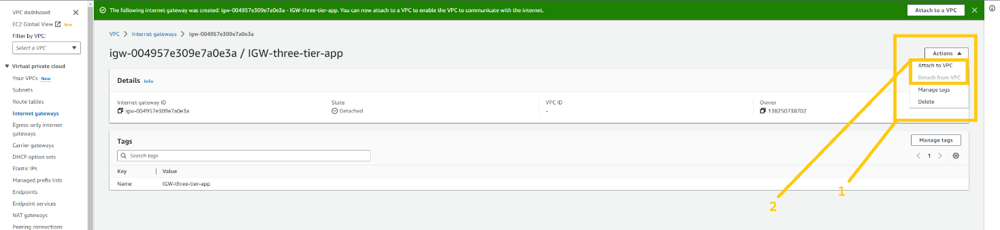 VPC dashboard
EC2 Global View New
Filter by VPC:
Select a VPC
Virtual private cloud
Your VPCs New
Subnets
Route tables
Internet gateways
Egress-only internet
gateways
Carrier gateways
DHCP option sets
Elastic IPs
Managed prefix lists
Endpoints
Endpoint services
NAT gateways
Peering connections
The following internet gateway was created: igw-004957e309e7a0e3a - IGW-three-tier-app. You can now attach to a VPC to enable the VPC to communicate with the internet.
Attach to a VPC
VPC Internet gateways igw-004957e309e7a0e3a
igw-004957e309e7a0e3a / IGW-three-tier-app
Actions
Attach to VPC
Detach from VPC
Manage tags
Delete
Details Info
Internet gateway ID
igw-004957e309e7a0e3a
State
Detached
VPC ID
-
Owner
138250738702
Tags
Manage tags
Search tags
1
Key Value
Name IGW-three-tier-app
1
2